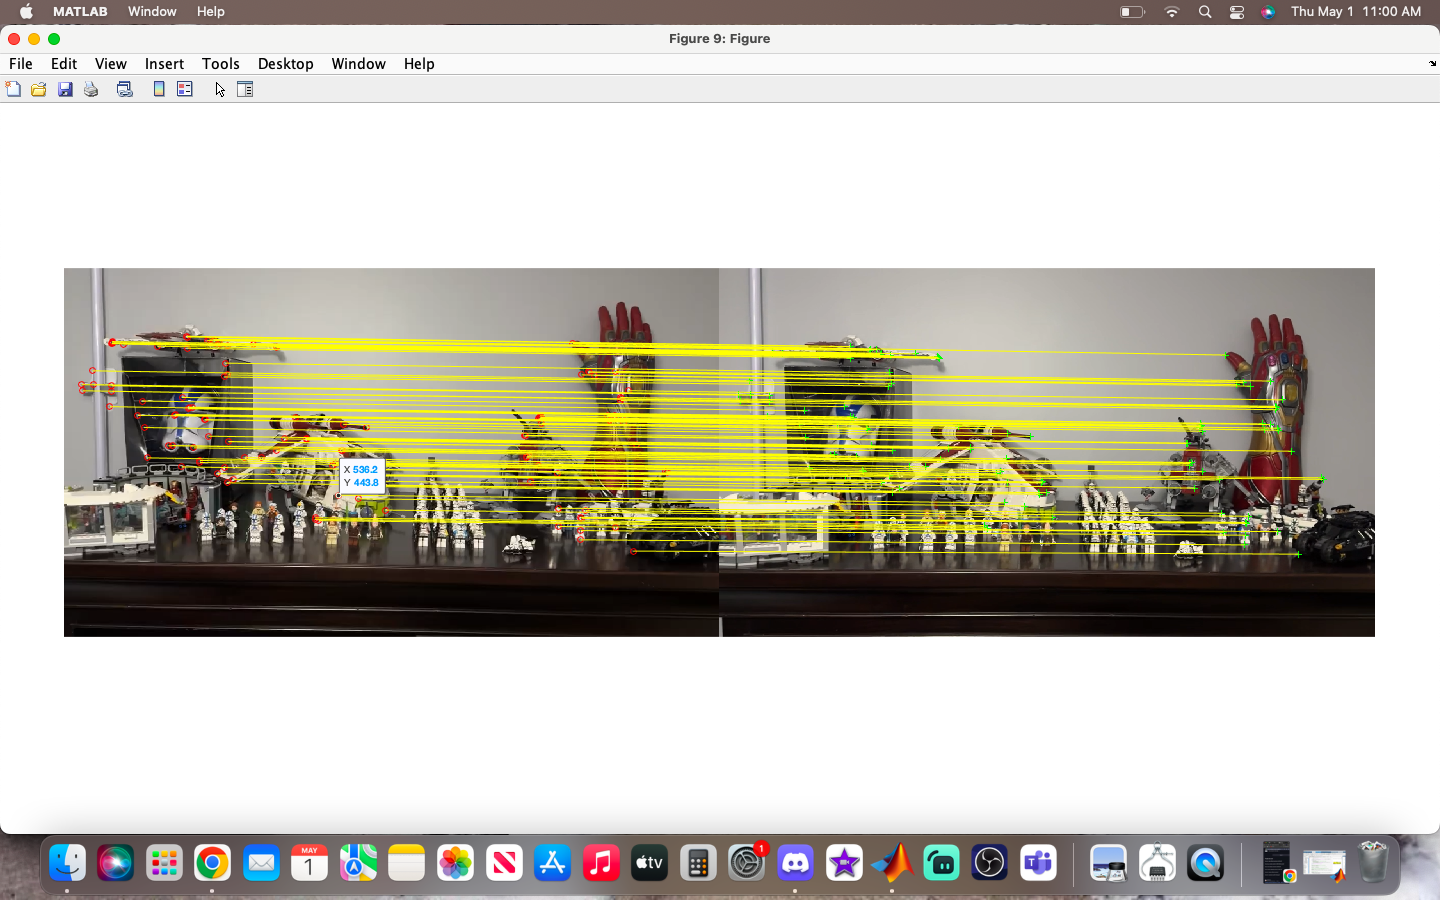 MATLAB Window Help Thu May 1 11:00 AM
Figure 9: Figure
File Edit View Insert Tools Desktop Window Help
X 536.2
Y 443.8
MAY
1
tv
1